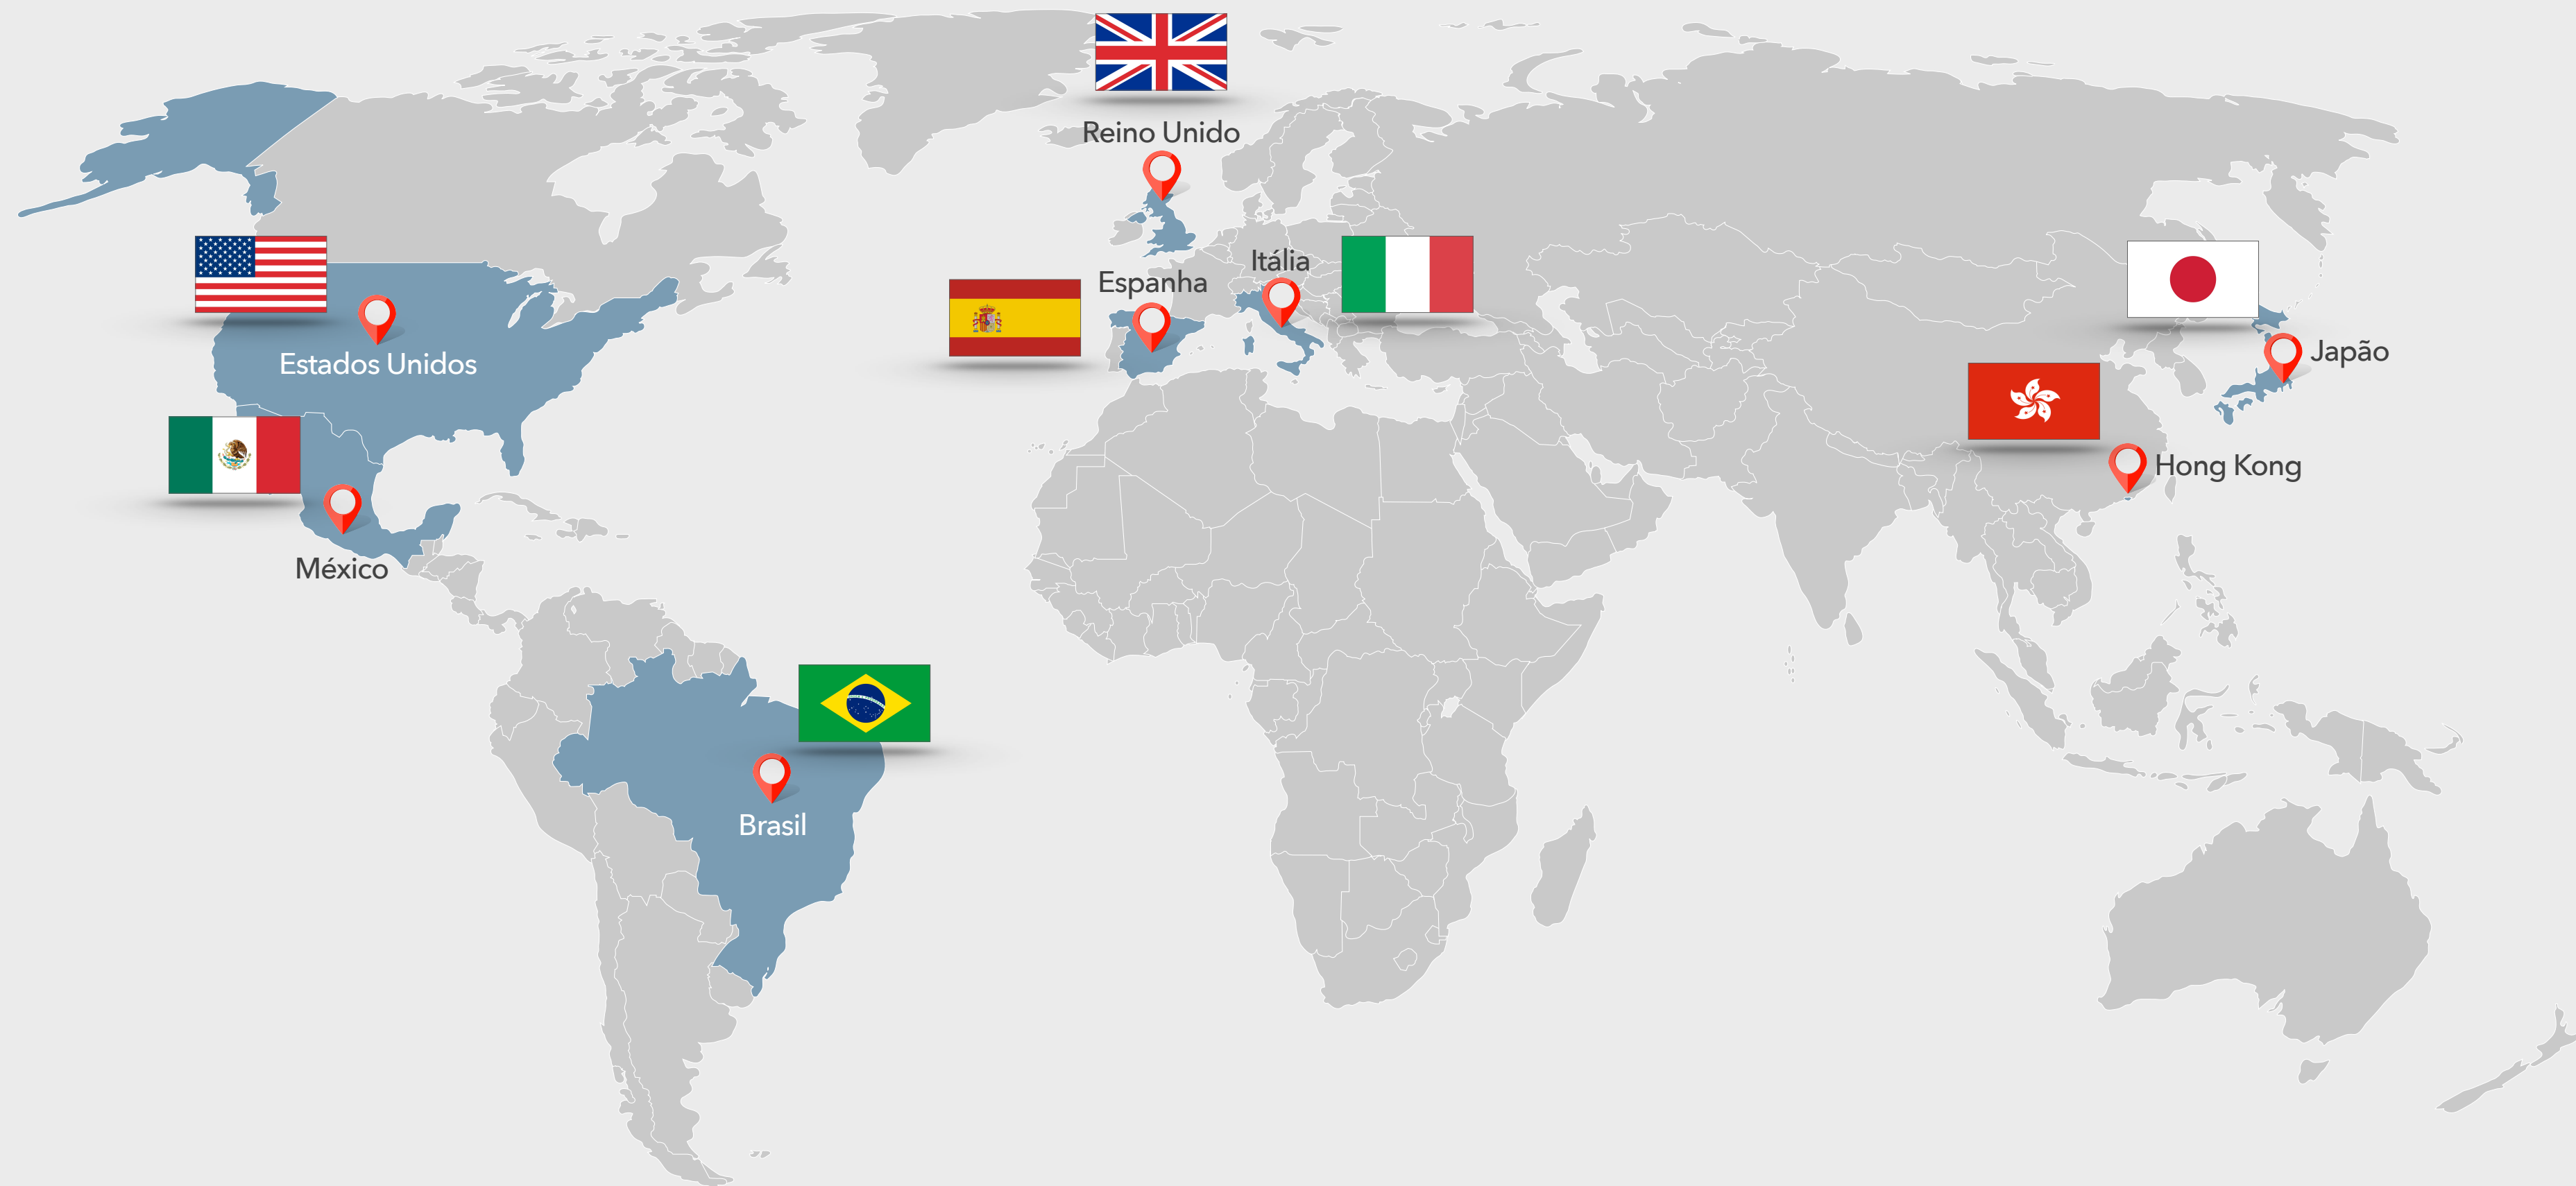 Reino Unido
Itália
Espanha
Estados Unidos
Japão
Hong Kong
México
Brasil